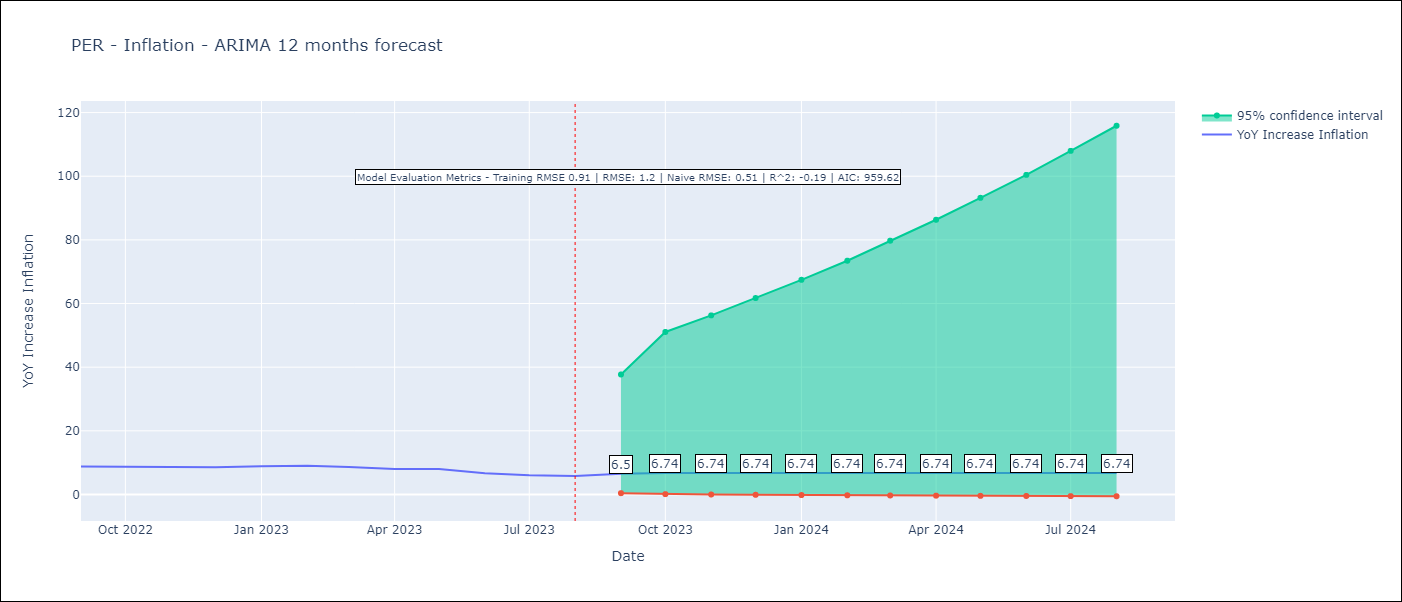 PER - Inflation - ARIMA 12 months forecast
120
100
80
60
40
20
0
YoY Increase Inflation
Model Evaluation Metrics - Training RMSE 0.91 | RMSE: 1.2 | Naive RMSE: 0.51 | R^2: -0.19 | AIC: 959.62
6.5 6.74 6.74 6.74 6.74 6.74 6.74 6.74 6.74 6.74 6.74 6.74
Oct 2022 Jan 2023 Apr 2023 Jul 2023 Oct 2023 Jan 2024 Apr 2024 Jul 2024
Date
95% confidence interval
YoY Increase Inflation